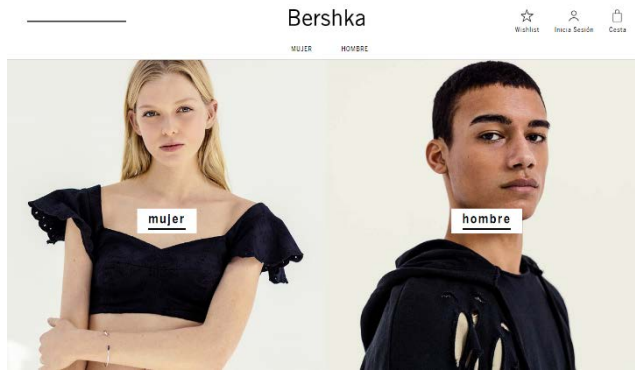 Bershka
Wishlist
Inicia Sesión
Cesta
MUJER HOMBRE
mujer
hombre